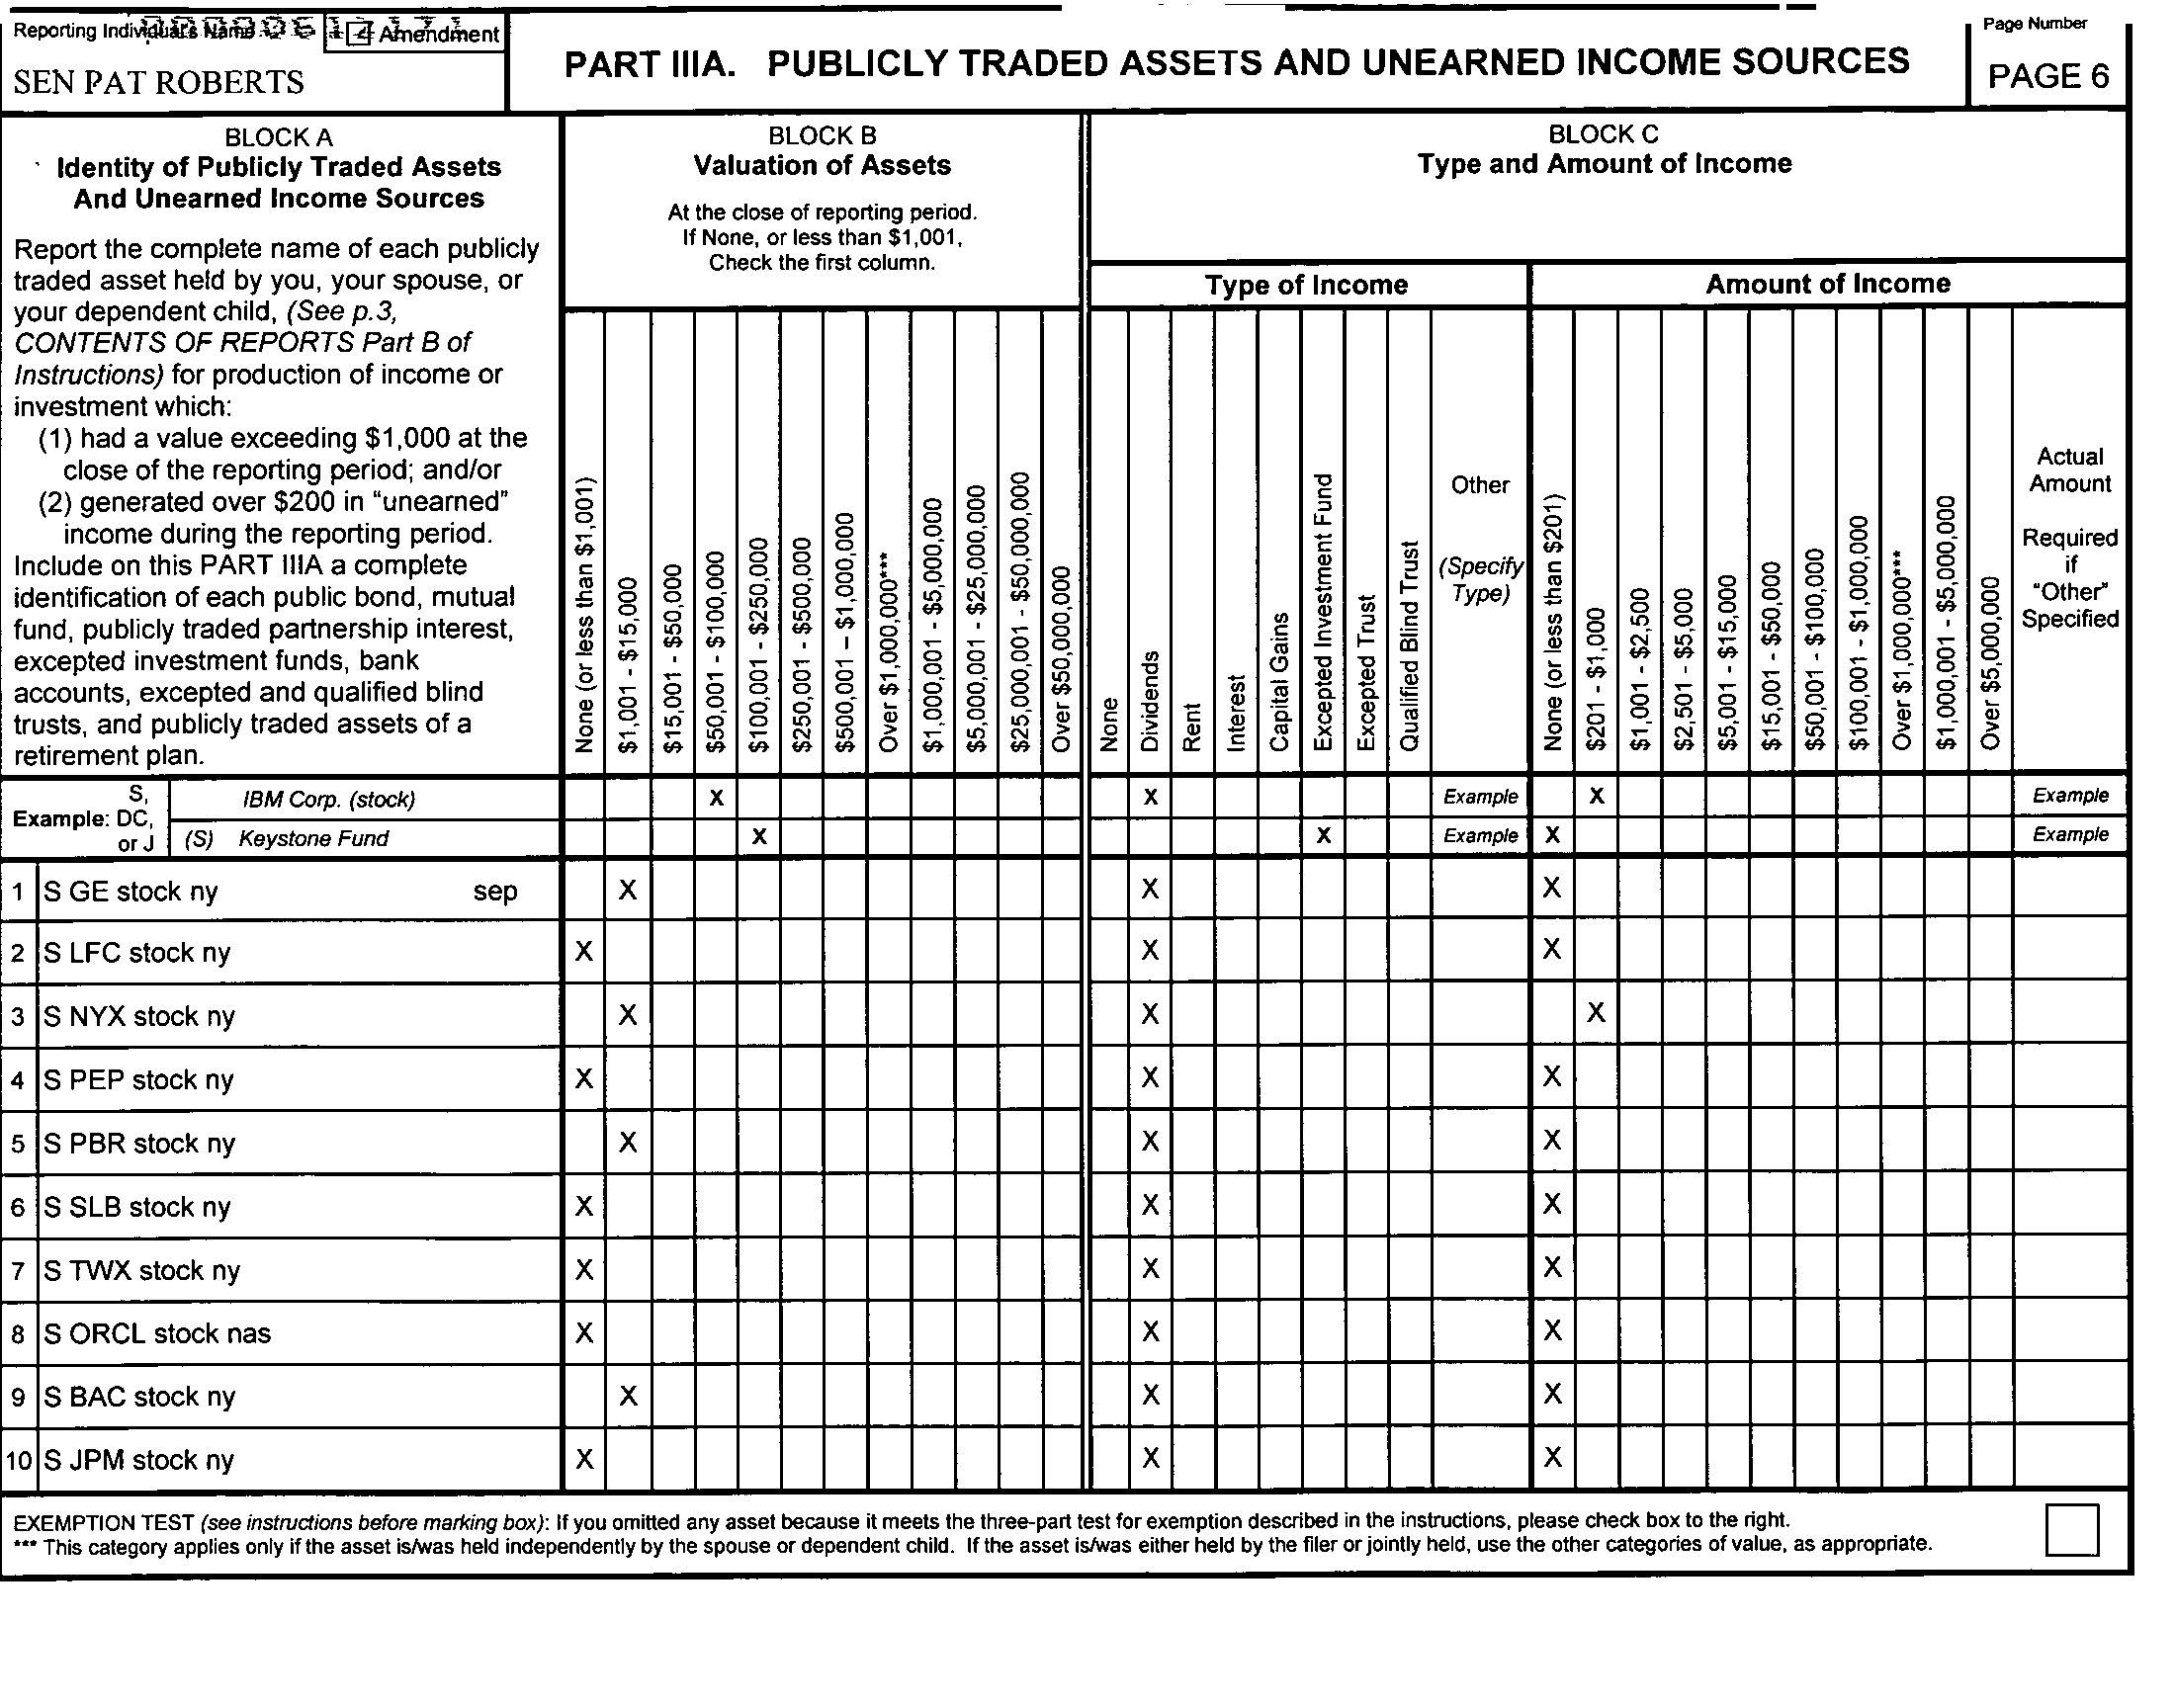 Reporting Individual's Name
Amendment
SEN PAT ROBERTS
PART IIIA. PUBLICLY TRADED ASSETS AND UNEARNED INCOME SOURCES
Page Number
PAGE 6
BLOCK A
Identity of Publicly Traded Assets
And Unearned Income Sources
Report the complete name of each publicly
traded asset held by you, your spouse, or
your dependent child, (See p.3,
CONTENTS OF REPORTS Part B of
Instructions) for production of income or
investment which:
(1) had a value exceeding $1,000 at the
close of the reporting period; and/or
(2) generated over $200 in "unearned"
income during the reporting period.
Include on this PART IIIA a complete
identification of each public bond, mutual
fund, publicly traded partnership interest,
excepted investment funds, bank
accounts, excepted and qualified blind
trusts, and publicly traded assets of a
retirement plan.
BLOCK B
Valuation of Assets
At the close of reporting period.
If None, or less than $1,001,
Check the first column.
None (or less than $1,001)
$1,001 - $15,000
$15,001 - $50,000
$50,001 - $100,000
$100,001 - $250,000
$250,001 - $500,000
$500,001 – $1,000,000
Over $1,000,000***
$1,000,001 - $5,000,000
$5,000,001 - $25,000,000
$25,000,001 - $50,000,000
Over $50,000,000
BLOCK C
Type and Amount of Income
Type of Income
None
Dividends
Rent
Interest
Capital Gains
Excepted Investment Fund
Excepted Trust
Qualified Blind Trust
Other
(Specify
Type)
Amount of Income
None (or less than $201)
$201 - $1,000
$1,001 - $2,500
$2,501 - $5,000
$5,001 - $15,000
$15,001 - $50,000
$50,001 - $100,000
$100,001 - $1,000,000
Over $1,000,000***
$1,000,001 - $5,000,000
Over $5,000,000
Actual
Amount
Required
if
"Other"
Specified
Example: S, DC, or J
IBM Corp. (stock) X X Example X Example
(S) Keystone Fund X X Example X Example
1 S GE stock ny sep X X X
2 S LFC stock ny X X X
3 S NYX stock ny X X X
4 S PEP stock ny X X X
5 S PBR stock ny X X X
6 S SLB stock ny X X X
7 S TWX stock ny X X X
8 S ORCL stock nas X X X
9 S BAC stock ny X X X
10 S JPM stock ny X X X
EXEMPTION TEST (see instructions before marking box): If you omitted any asset because it meets the three-part test for exemption described in the instructions, please check box to the right.
*** This category applies only if the asset is/was held independently by the spouse or dependent child. If the asset is/was either held by the filer or jointly held, use the other categories of value, as appropriate.